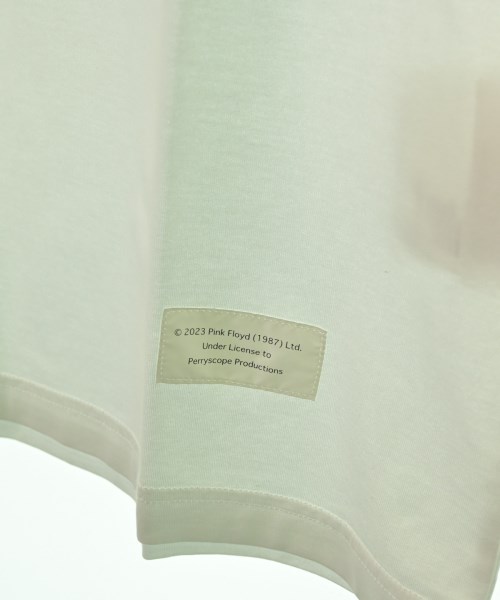 © 2023 Pink Floyd (1987) Ltd.
Under License to
Perryscope Productions